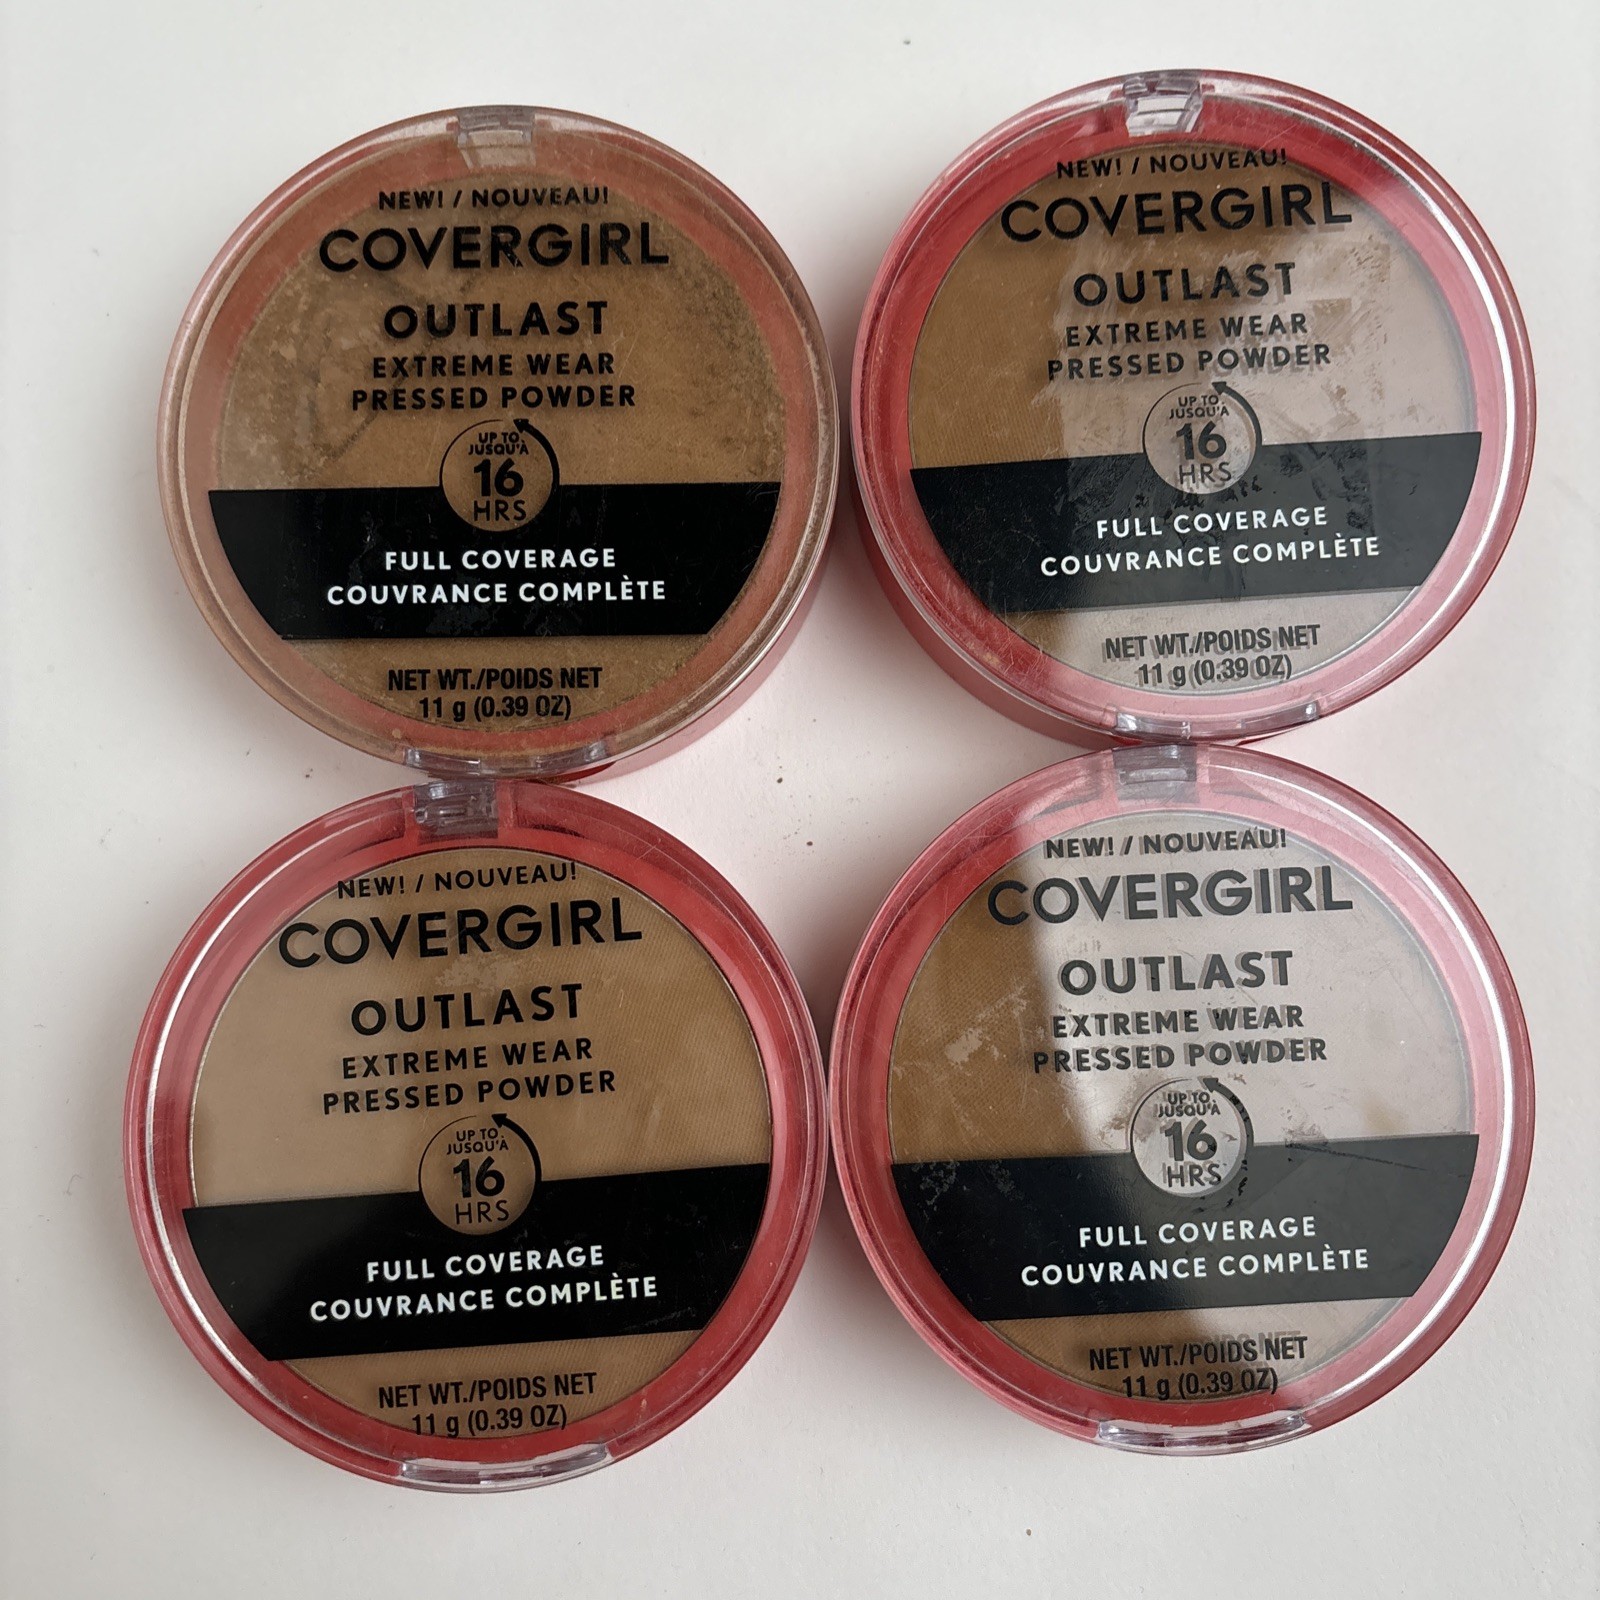 NEW! / NOUVEAU!
COVERGIRL
OUTLAST
EXTREME WEAR
PRESSED POWDER
UP TO
JUSQU'À
16
HRS
FULL COVERAGE
COUVRANCE COMPLÈTE
NET WT./POIDS NET
11 g (0.39 OZ)
NEW! / NOUVEAU!
COVERGIRL
OUTLAST
EXTREME WEAR
PRESSED POWDER
UP TO
JUSQU'À
16
HRS
FULL COVERAGE
COUVRANCE COMPLÈTE
NET WT./POIDS NET
11 g (0.39 OZ)
NEW! / NOUVEAU!
COVERGIRL
OUTLAST
EXTREME WEAR
PRESSED POWDER
UP TO
JUSQU'À
16
HRS
FULL COVERAGE
COUVRANCE COMPLÈTE
NET WT./POIDS NET
11 g (0.39 OZ)
NEW! / NOUVEAU!
COVERGIRL
OUTLAST
EXTREME WEAR
PRESSED POWDER
UP TO
JUSQU'À
16
HRS
FULL COVERAGE
COUVRANCE COMPLÈTE
NET WT./POIDS NET
11 g (0.39 OZ)